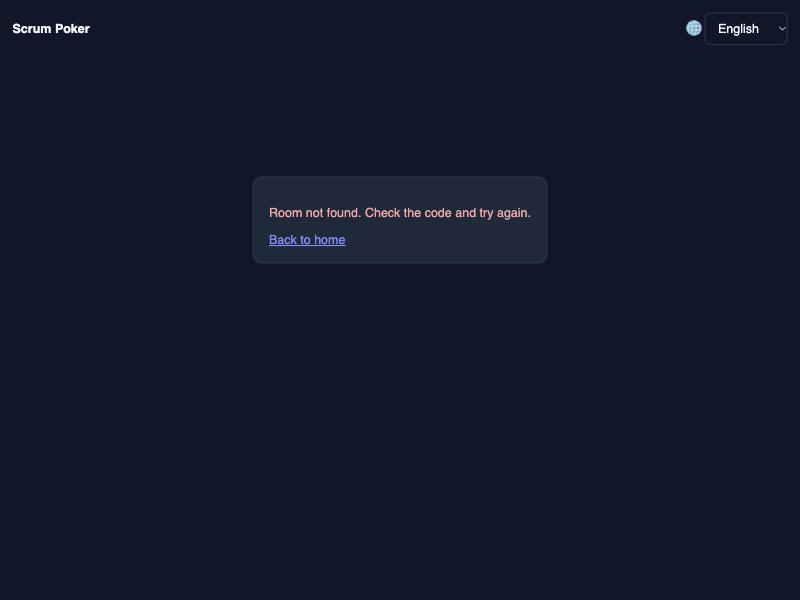 Scrum Poker
English
Room not found. Check the code and try again.
Back to home